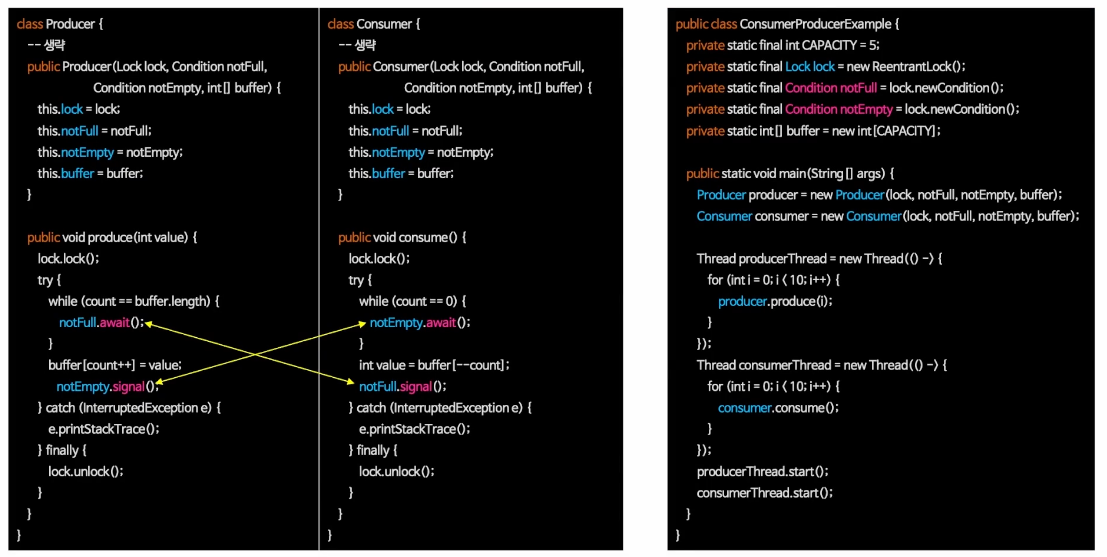 class Producer {
-- 생략
public Producer(Lock lock, Condition notFull,
Condition notEmpty, int[] buffer) {
this.lock = lock;
this.notFull = notFull;
this.notEmpty = notEmpty;
this.buffer = buffer;
}
public void produce(int value) {
lock.lock();
try {
while (count == buffer.length) {
notFull.await();
}
buffer[count++] = value;
notEmpty.signal();
} catch (InterruptedException e) {
e.printStackTrace();
} finally {
lock.unlock();
}
}
}
class Consumer {
-- 생략
public Consumer(Lock lock, Condition notFull,
Condition notEmpty, int[] buffer) {
this.lock = lock;
this.notFull = notFull;
this.notEmpty = notEmpty;
this.buffer = buffer;
}
public void consume() {
lock.lock();
try {
while (count == 0) {
notEmpty.await();
}
int value = buffer[--count];
notFull.signal();
} catch (InterruptedException e) {
e.printStackTrace();
} finally {
lock.unlock();
}
}
}
public class ConsumerProducerExample {
private static final int CAPACITY = 5;
private static final Lock lock = new ReentrantLock();
private static final Condition notFull = lock.newCondition();
private static final Condition notEmpty = lock.newCondition();
private static int[] buffer = new int[CAPACITY];
public static void main(String[] args) {
Producer producer = new Producer(lock, notFull, notEmpty, buffer);
Consumer consumer = new Consumer(lock, notFull, notEmpty, buffer);
Thread producerThread = new Thread(() -> {
for (int i = 0; i < 10; i++) {
producer.produce(i);
}
});
Thread consumerThread = new Thread(() -> {
for (int i = 0; i < 10; i++) {
consumer.consume();
}
});
producerThread.start();
consumerThread.start();
}
}